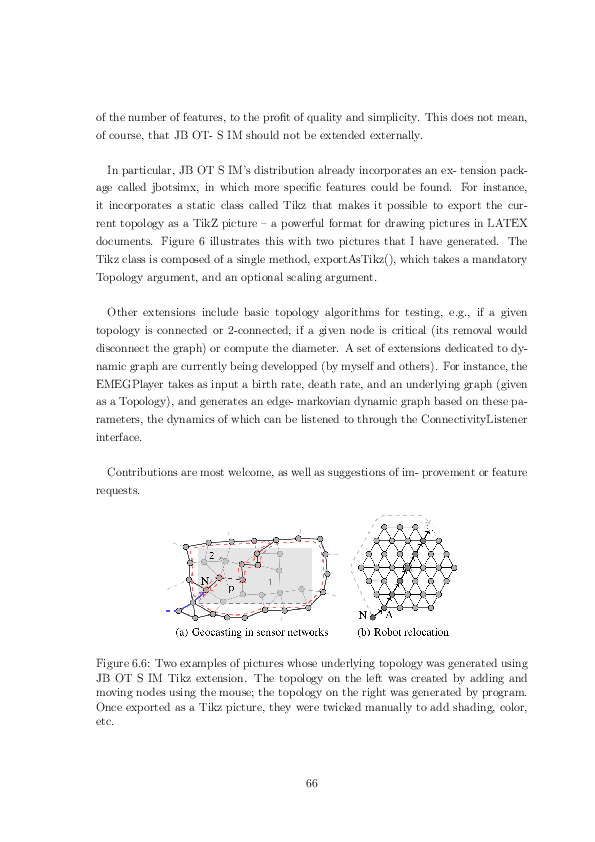 of the number of features, to the profit of quality and simplicity. This does not mean,
of course, that JB OT- S IM should not be extended externally.
In particular, JB OT S IM's distribution already incorporates an ex- tension pack-
age called jbotsimx, in which more specific features could be found. For instance,
it incorporates a static class called Tikz that makes it possible to export the cur-
rent topology as a TikZ picture – a powerful format for drawing pictures in LATEX
documents. Figure 6 illustrates this with two pictures that I have generated. The
Tikz class is composed of a single method, exportAsTikz(), which takes a mandatory
Topology argument, and an optional scaling argument.
Other extensions include basic topology algorithms for testing, e.g., if a given
topology is connected or 2-connected, if a given node is critical (its removal would
disconnect the graph) or compute the diameter. A set of extensions dedicated to dy-
namic graph are currently being developped (by myself and others). For instance, the
EMEGPlayer takes as input a birth rate, death rate, and an underlying graph (given
as a Topology), and generates an edge- markovian dynamic graph based on these pa-
rameters, the dynamics of which can be listened to through the ConnectivityListener
interface.
Contributions are most welcome, as well as suggestions of im- provement or feature
requests.
2
N
p
1
N
A
(a) Geocasting in sensor networks
(b) Robot relocation
Figure 6.6: Two examples of pictures whose underlying topology was generated using
JB OT S IM Tikz extension. The topology on the left was created by adding and
moving nodes using the mouse; the topology on the right was generated by program.
Once exported as a Tikz picture, they were twicked manually to add shading, color,
etc.
66